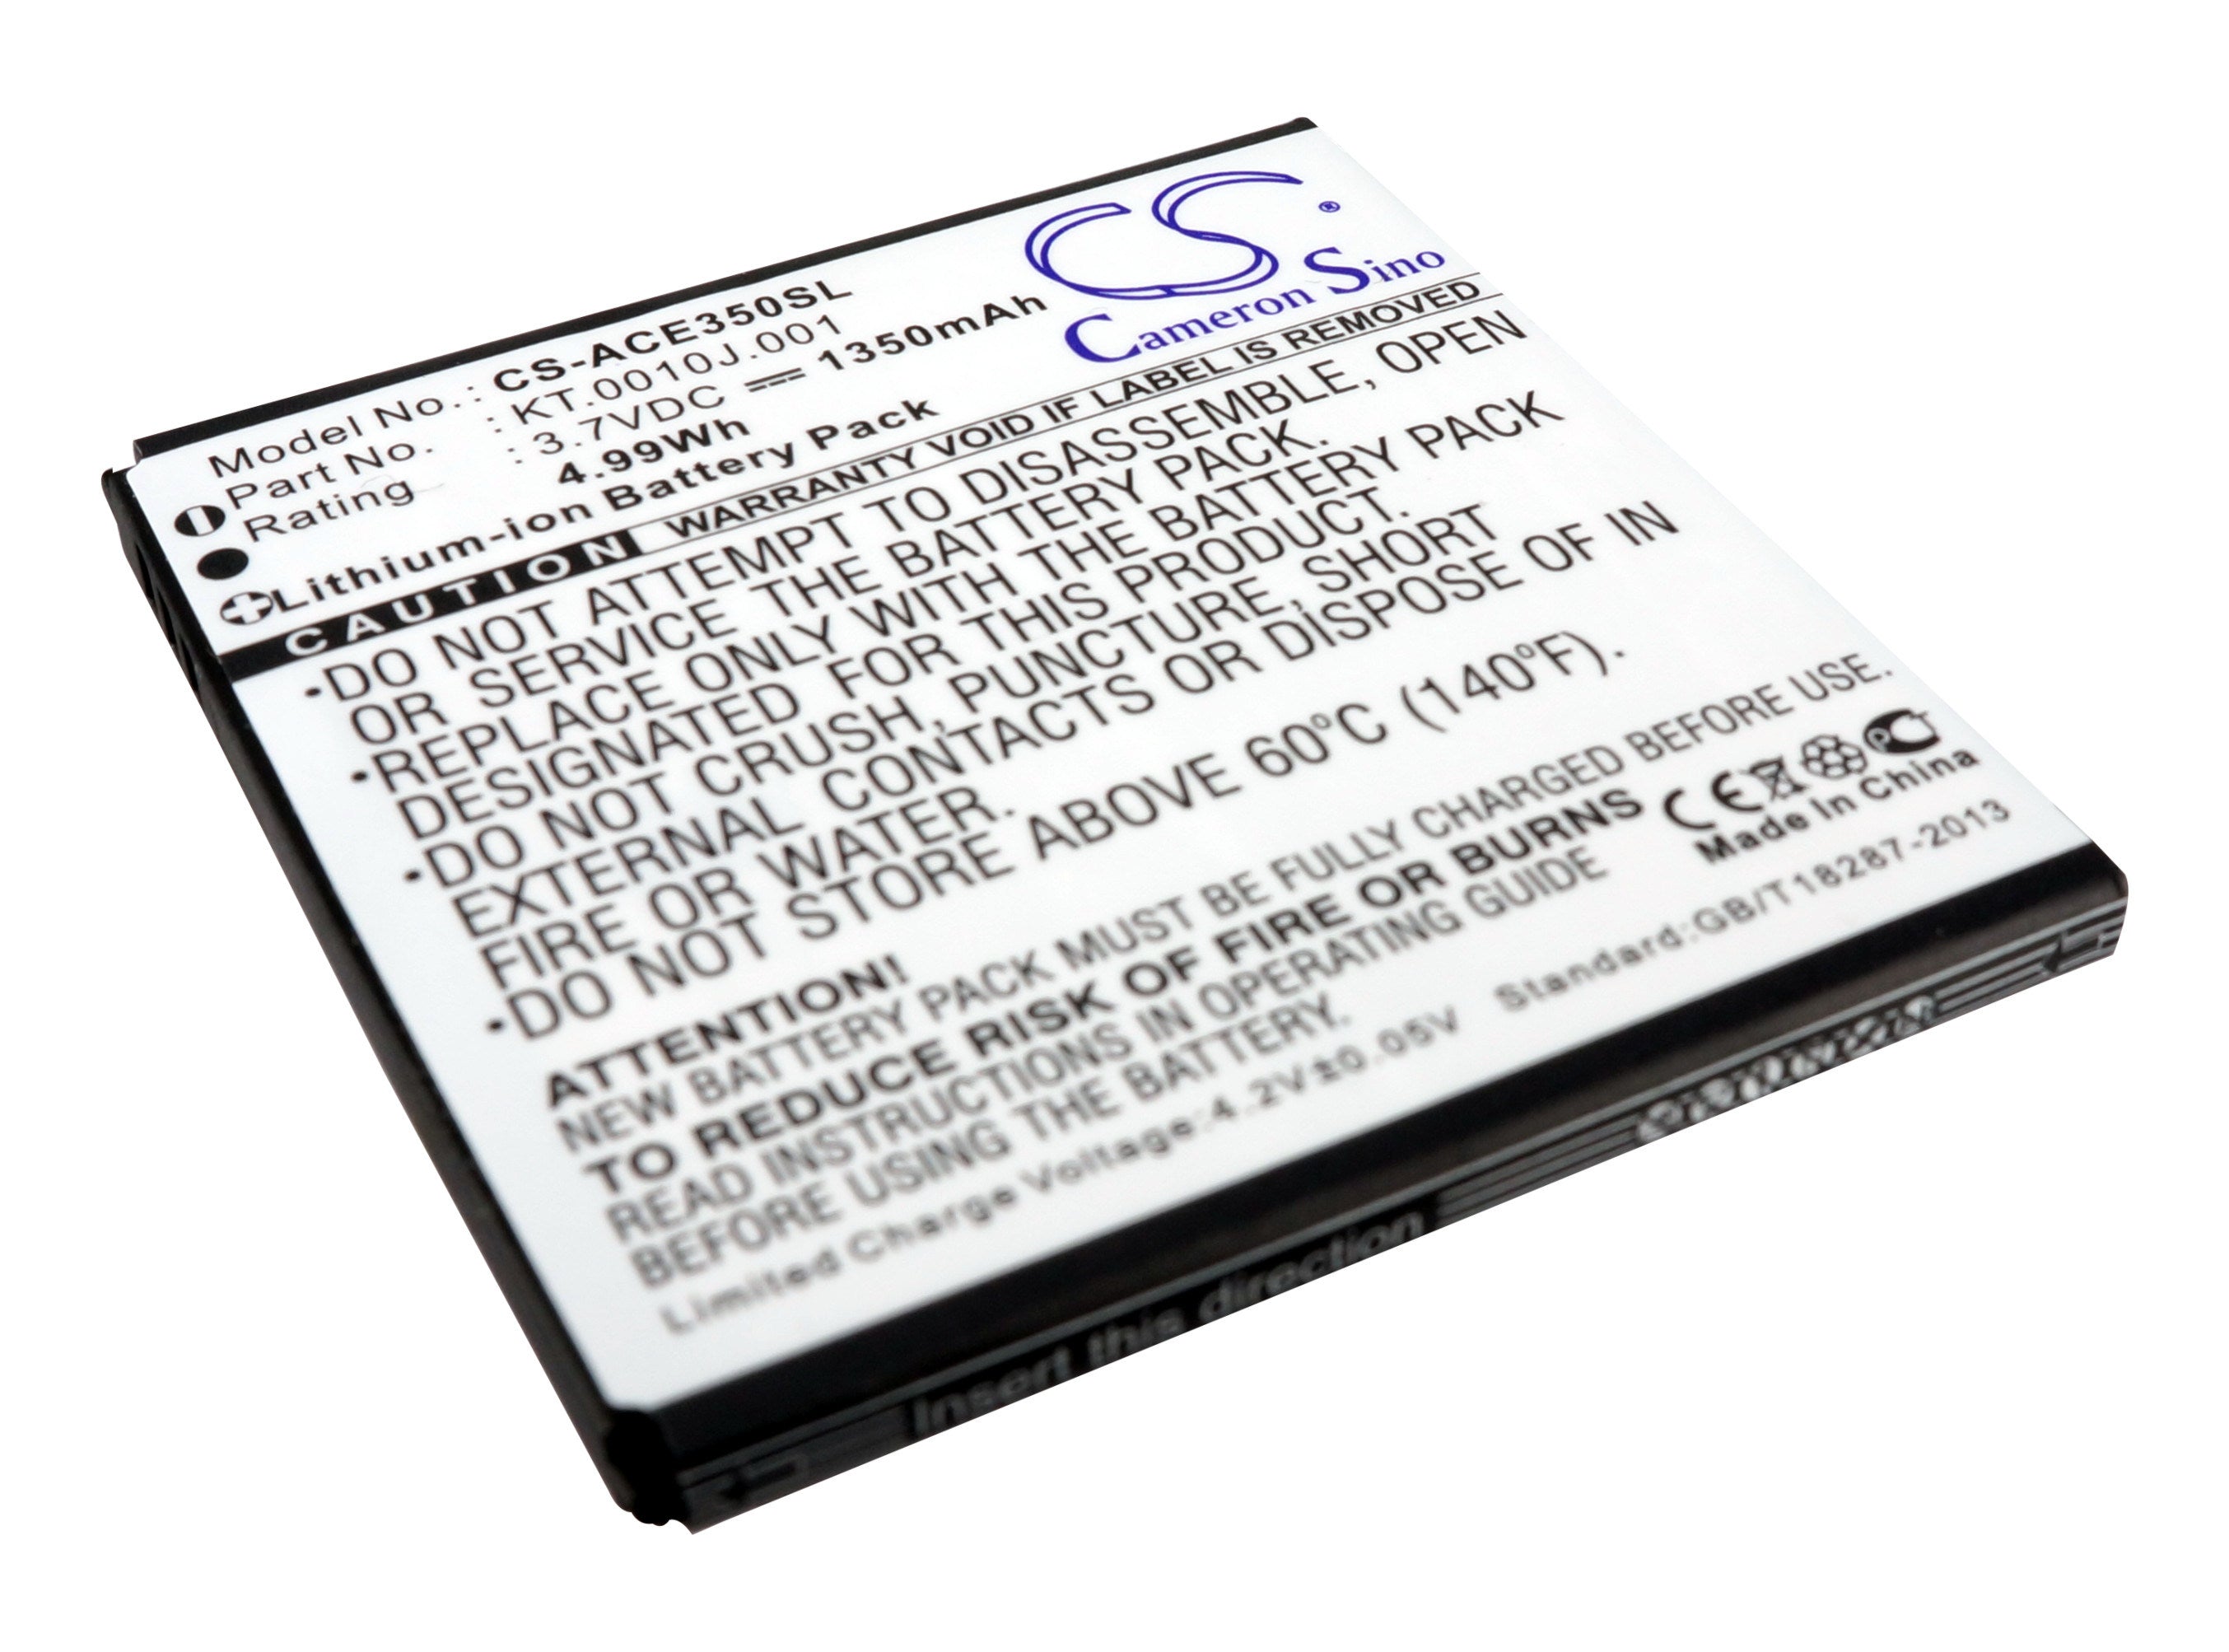 CS ®
Cameron Sino
Model No. : CS-ACE350SL
Part No. : KT.0010J.001
Rating : 3.7VDC 1350mAh
4.99Wh
Lithium-ion Battery Pack
CAUTION WARRANTY VOID IF LABEL IS REMOVED
•DO NOT ATTEMPT TO DISASSEMBLE, OPEN
OR SERVICE THE BATTERY PACK.
•REPLACE ONLY WITH THE BATTERY PACK
DESIGNATED FOR THIS PRODUCT.
•DO NOT CRUSH, PUNCTURE, SHORT
EXTERNAL CONTACTS OR DISPOSE OF IN
FIRE OR WATER.
•DO NOT STORE ABOVE 60°C (140°F).
ATTENTION!
NEW BATTERY PACK MUST BE FULLY CHARGED BEFORE USE.
TO REDUCE RISK OF FIRE OR BURNS
READ INSTRUCTIONS IN OPERATING GUIDE
BEFORE USING THE BATTERY.
CE PCT
Made In China
Limited Charge Voltage:4.2V±0.05V Standard:GB/T18287-2013
Insert this direction